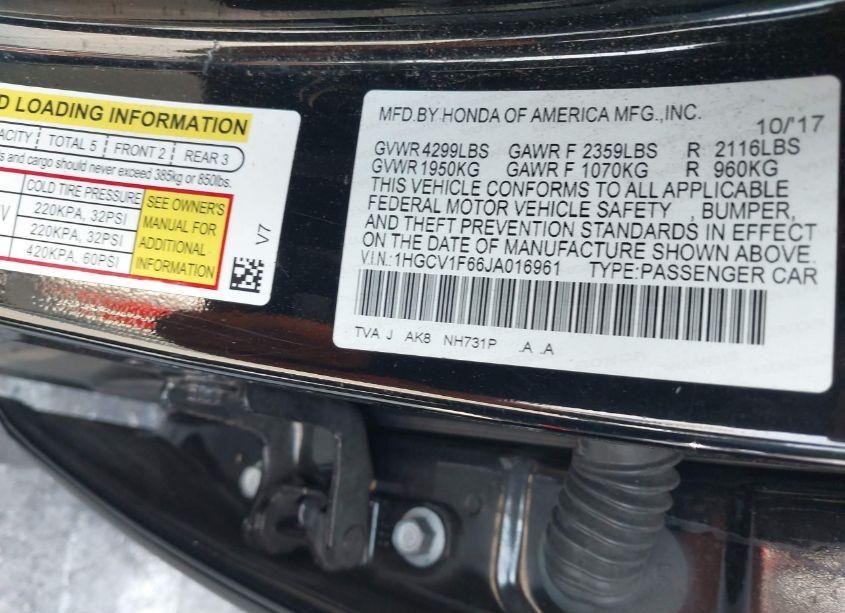 D LOADING INFORMATION
ACITY TOTAL 5 FRONT 2 REAR 3
s and cargo should never exceed 385kg or 850lbs.
COLD TIRE PRESSURE
220KPA, 32PSI
220KPA, 32PSI
420KPA, 60PSI
SEE OWNER'S
MANUAL FOR
ADDITIONAL
INFORMATION
V7
MFD.BY HONDA OF AMERICA MFG.,INC.
10/'17
GVWR 4299LBS GAWR F 2359LBS R 2116LBS
GVWR 1950KG GAWR F 1070KG R 960KG
THIS VEHICLE CONFORMS TO ALL APPLICABLE
FEDERAL MOTOR VEHICLE SAFETY , BUMPER,
AND THEFT PREVENTION STANDARDS IN EFFECT
ON THE DATE OF MANUFACTURE SHOWN ABOVE.
V.I.N.: 1HGCV1F66JA016961 TYPE:PASSENGER CAR
TVA J AK8 NH731P .A .A